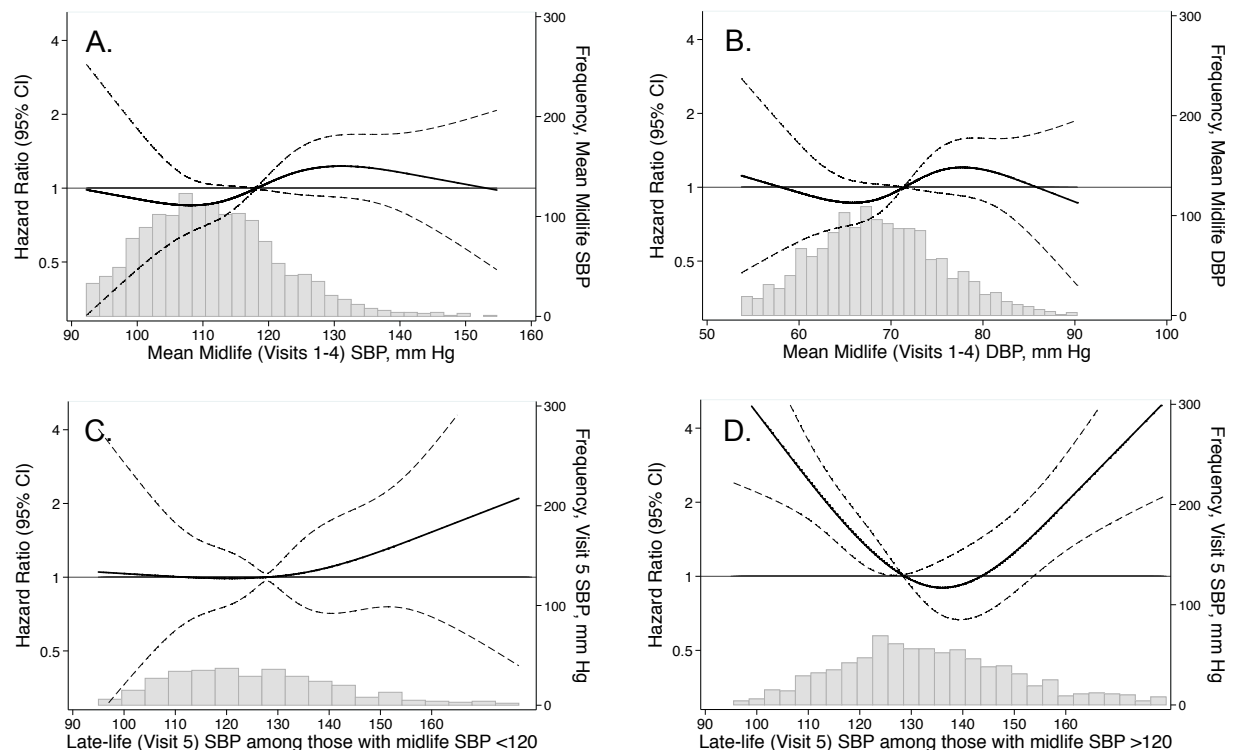 A.
Hazard Ratio (95% CI)
4
2
1
0.5
300
200
100
0
Frequency, Mean Midlife SBP
90 100 110 120 130 140 150 160
Mean Midlife (Visits 1-4) SBP, mm Hg
B.
Hazard Ratio (95% CI)
4
2
1
0.5
300
200
100
0
Frequency, Mean Midlife DBP
50 60 70 80 90 100
Mean Midlife (Visits 1-4) DBP, mm Hg
C.
Hazard Ratio (95% CI)
4
2
1
0.5
300
200
100
0
Frequency, Visit 5 SBP, mm Hg
90 100 110 120 130 140 150 160
Late-life (Visit 5) SBP among those with midlife SBP <120
D.
Hazard Ratio (95% CI)
4
2
1
0.5
300
200
100
0
Frequency, Visit 5 SBP, mm Hg
90 100 110 120 130 140 150 160
Late-life (Visit 5) SBP among those with midlife SBP >120